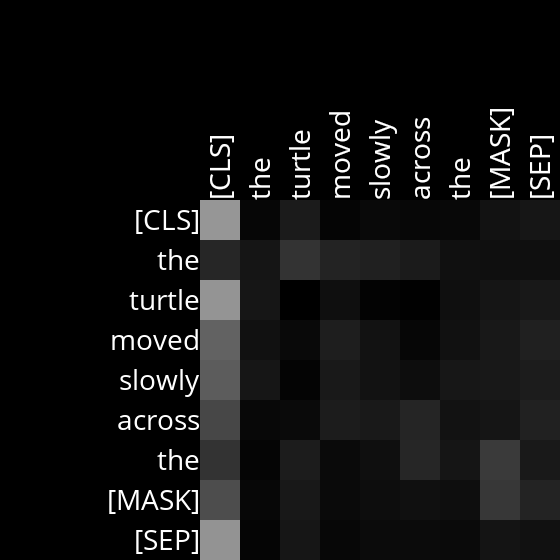 [CLS] the turtle moved slowly across the [MASK] [SEP]
[CLS]
the
turtle
moved
slowly
across
the
[MASK]
[SEP]